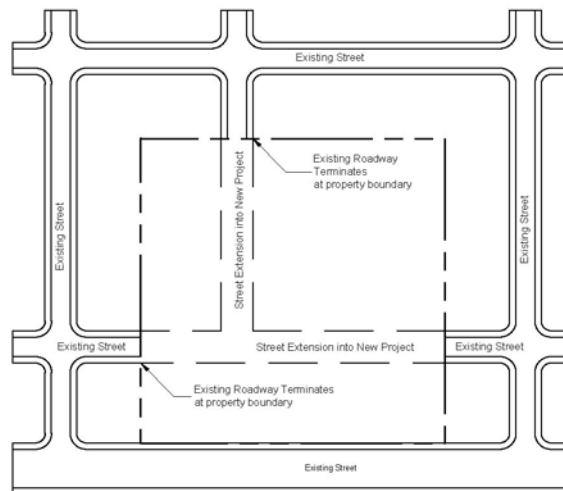 Existing Street
Existing Roadway
Terminates
at property boundary
Existing Street
Street Extension into New Project
Existing Street
Existing Street
Street Extension into New Project
Existing Street
Existing Roadway Terminates
at property boundary
Existing Street